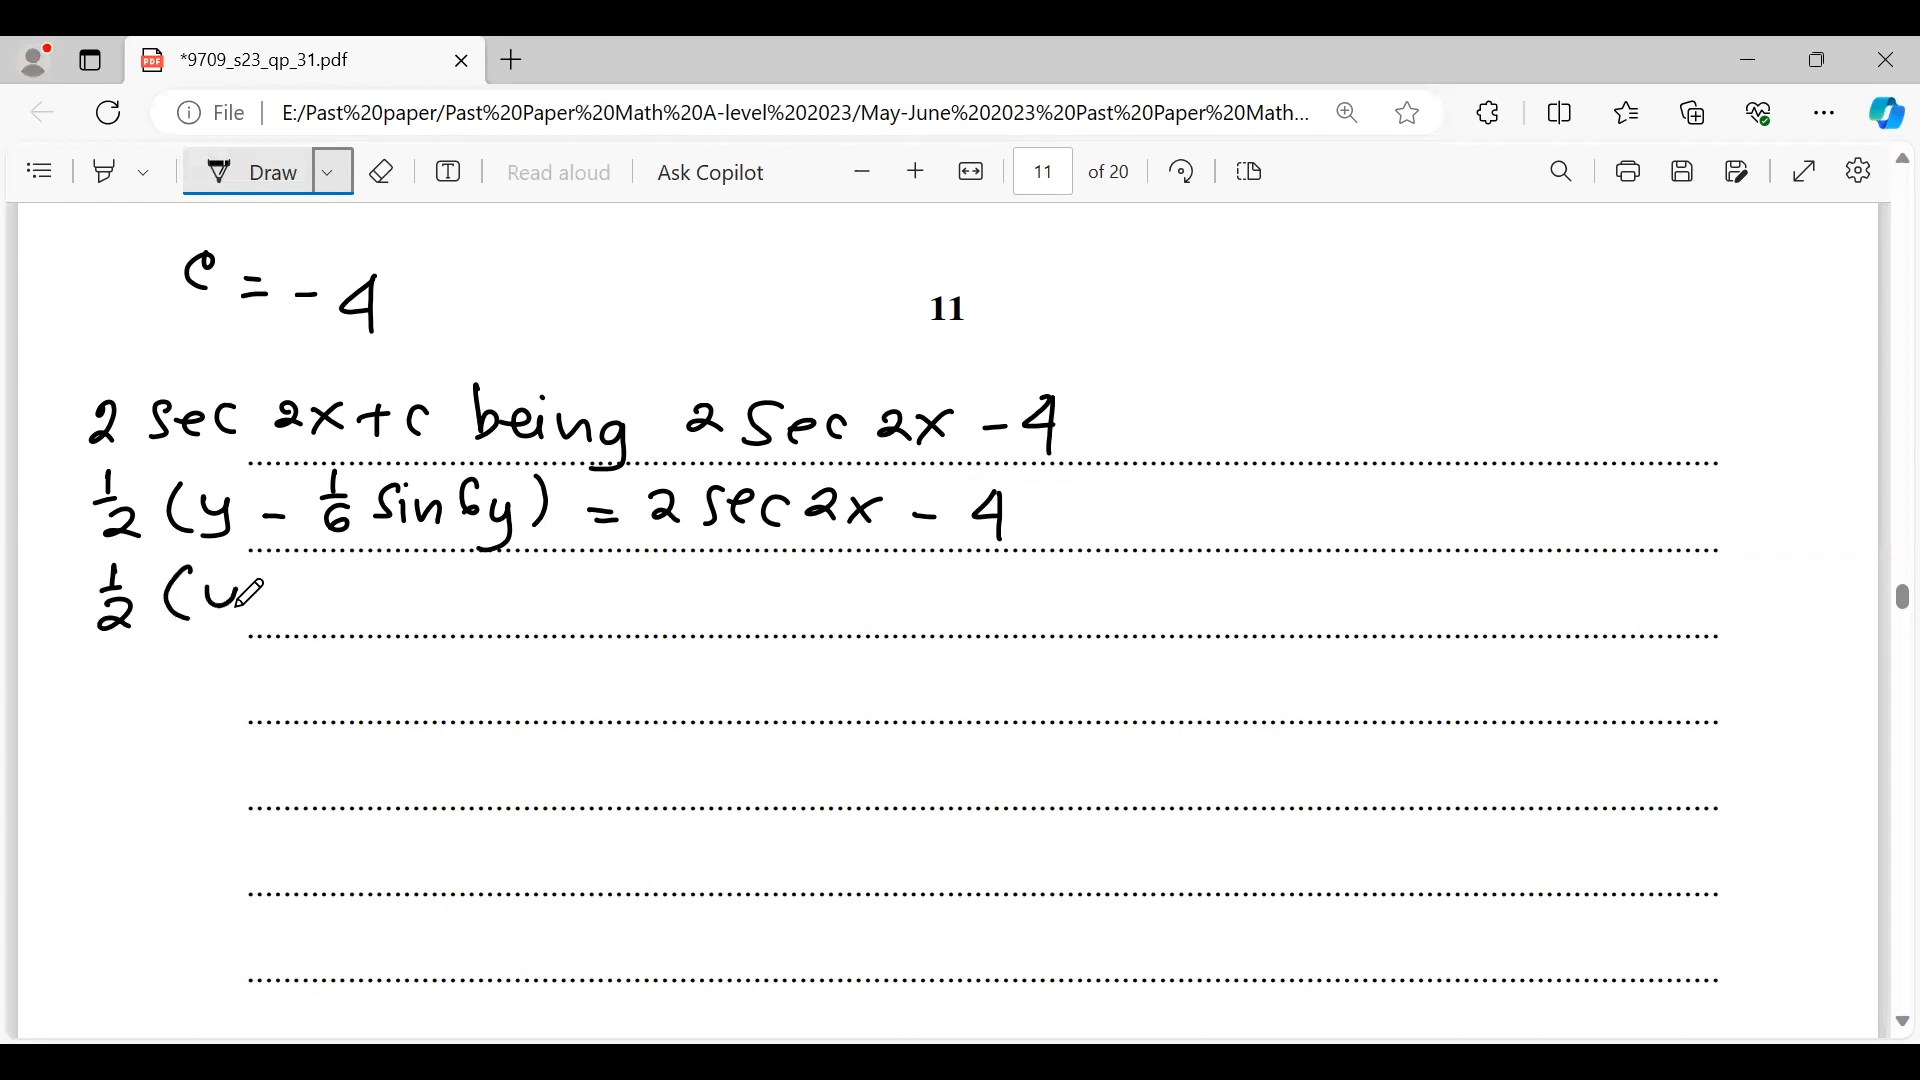 *9709_s23_qp_31.pdf
File
E:/Past%20paper/Past%20Paper%20Math%20A-level%202023/May-June%202023%20Past%20Paper%20Math...
Draw Read aloud Ask Copilot 11 of 20
c = - 4
11
2 sec 2x + c being 2 Sec 2x - 4
½ (y - 1/6 sin 6y) = 2 sec 2x - 4
½ (